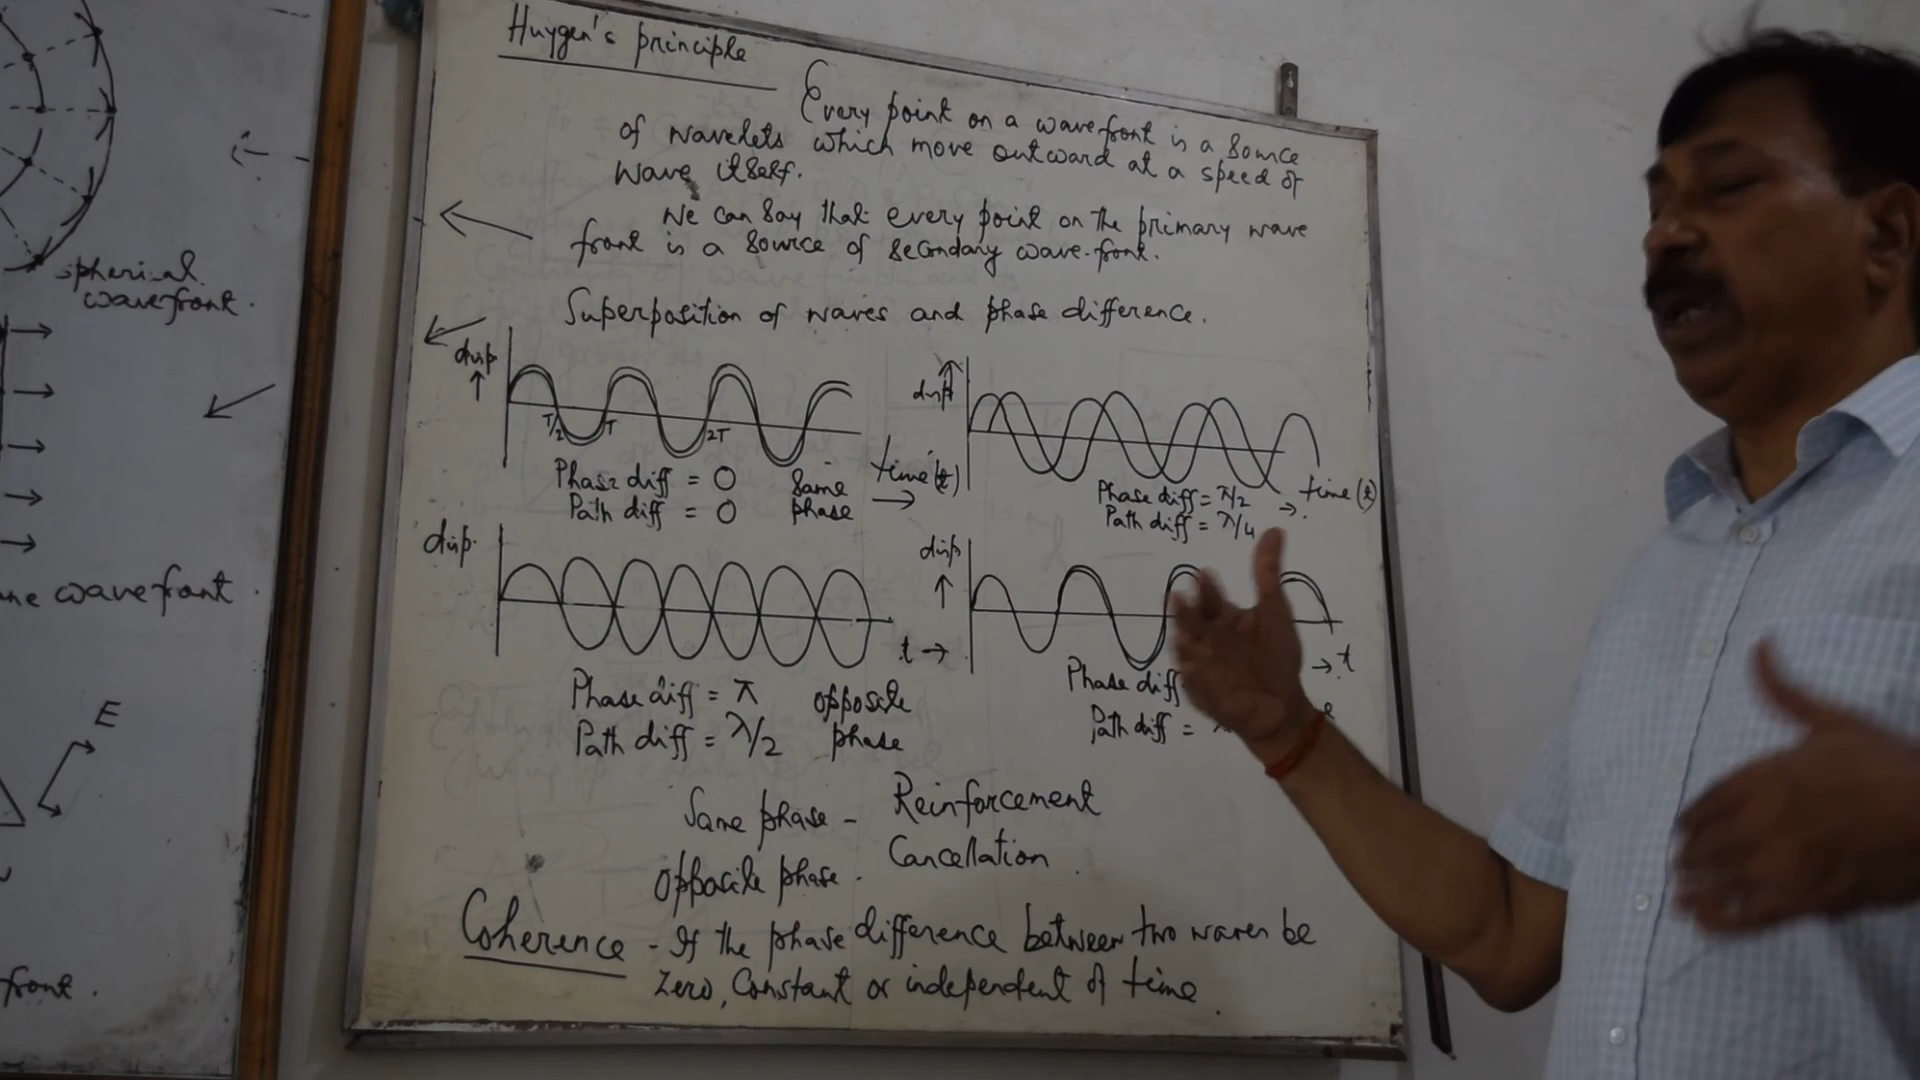 Huygen's principle
Every point on a wavefront is a source
of wavelets which move outward at a speed of
wave itself.
We can say that every point on the primary wave
front is a source of secondary wave-front.
Superposition of waves and phase difference.
disp
T/2
T
2T
time(t)
Phase diff = 0
Path diff = 0
Same
phase
disp
time(t)
Phase diff = π/2
Path diff = λ/4
disp.
t
Phase diff = π
Path diff = λ/2
opposite
phase
disp
t
Phase diff
Path diff =
Same phase - Reinforcement
Opposite phase - Cancellation
Coherence - If the phase difference between two waves be
zero, constant or independent of time.
spherical
wavefront.
ne wavefront.
E
front.